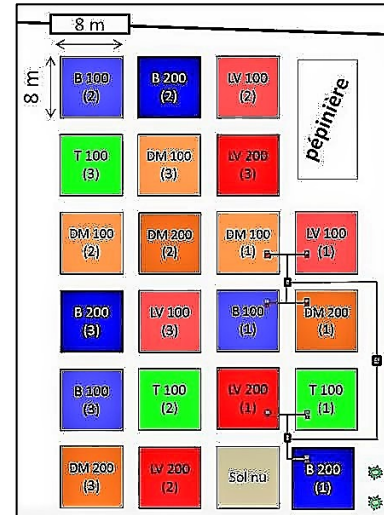 8 m
8 m
B 100
(2)
B 200
(2)
LV 100
(2)
pépinière
T 100
(3)
DM 100
(3)
LV 200
(3)
DM 100
(2)
DM 200
(2)
DM 100
(1)
LV 100
(1)
B 200
(3)
LV 100
(3)
B 100
(1)
DM 200
(1)
B 100
(3)
T 100
(2)
LV 200
(1)
T 100
(1)
DM 200
(3)
LV 200
(2)
Sol nu
B 200
(1)